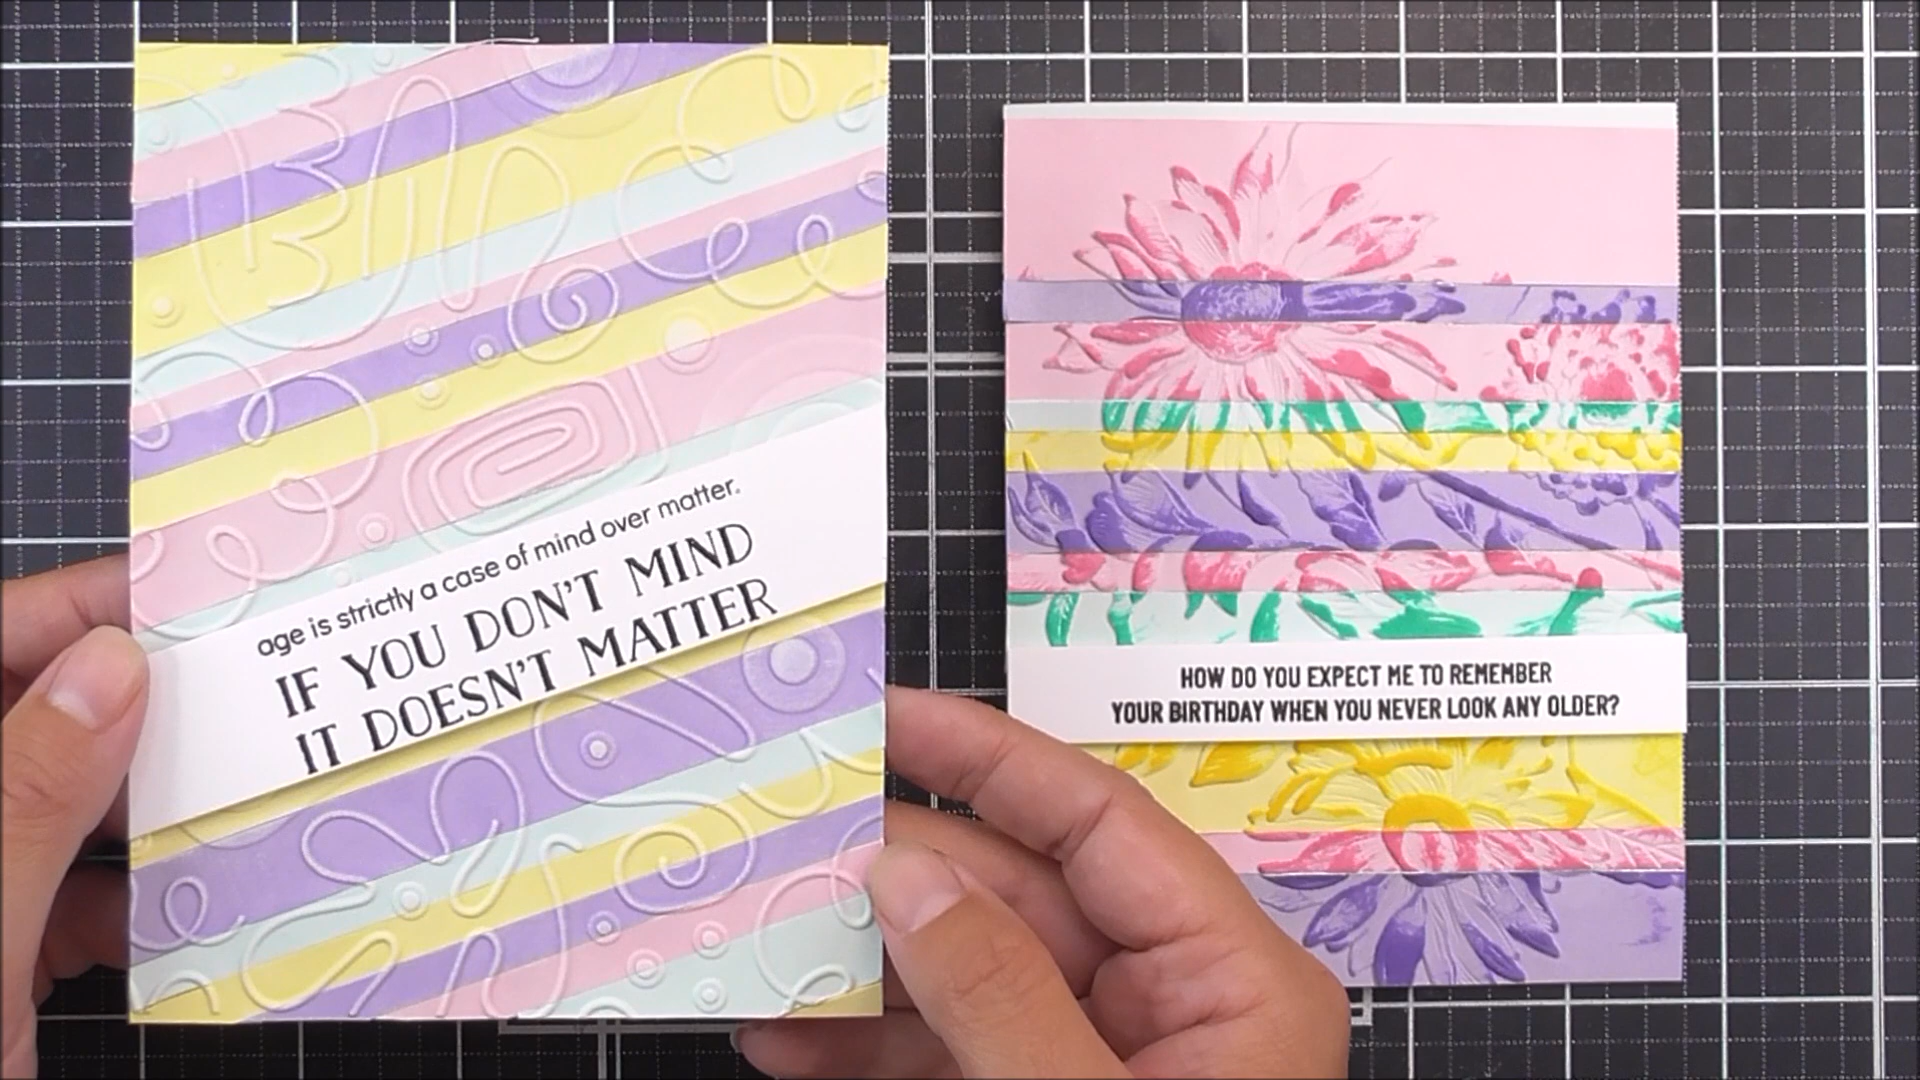 age is strictly a case of mind over matter.
IF YOU DON'T MIND
IT DOESN'T MATTER
HOW DO YOU EXPECT ME TO REMEMBER
YOUR BIRTHDAY WHEN YOU NEVER LOOK ANY OLDER?